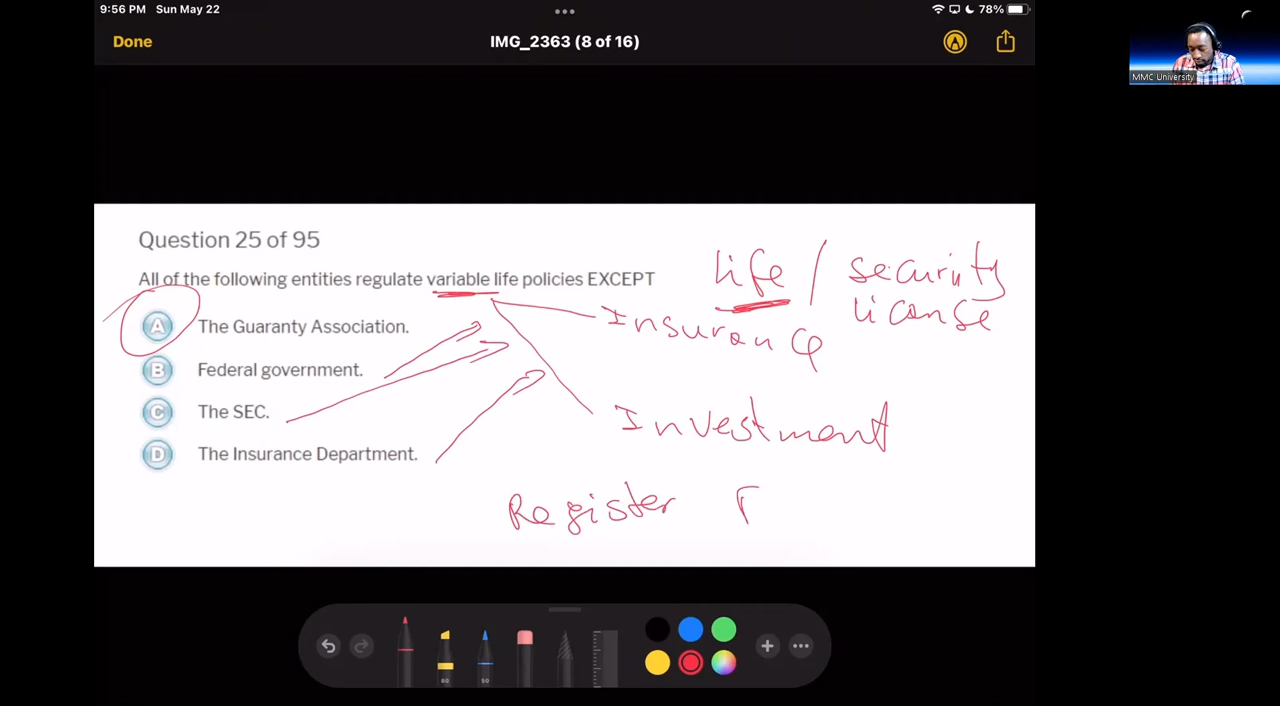 9:56 PM Sun May 22
78%
Done
IMG_2363 (8 of 16)
MMC University
Question 25 of 95
All of the following entities regulate variable life policies EXCEPT
A The Guaranty Association.
B Federal government.
C The SEC.
D The Insurance Department.
life / security
license
Insurance
Investment
Register